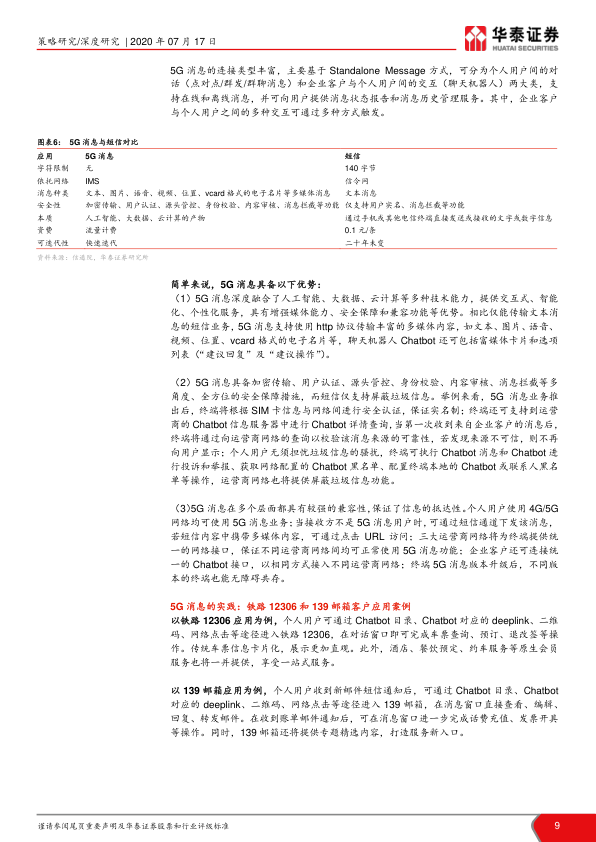 策略研究/深度研究 | 2020 年 07 月 17 日
华泰证券
HUATAI SECURITIES
5G 消息的连接类型丰富，主要基于 Standalone Message 方式，可分为个人用户间的对
话（点对点/群发/群聊消息）和企业客户与个人用户间的交互（聊天机器人）两大类，支
持在线和离线消息，并可向用户提供消息状态报告和消息历史管理服务。其中，企业客户
与个人用户之间的多种交互可通过多种方式触发。
图表6： 5G 消息与短信对比
应用 5G 消息 短信
字符限制 无 140 字节
依托网络 IMS 信令网
消息种类 文本、图片、语音、视频、位置、vcard 格式的电子名片等多媒体消息 文本消息
安全性 加密传输、用户认证、源头管控、身份校验、内容审核、消息拦截等功能 仅支持用户实名、消息拦截等功能
本质 人工智能、大数据、云计算的产物 通过手机或其他电信终端直接发送或接收的文字或数字信息
资费 流量计费 0.1 元/条
可迭代性 快速迭代 二十年未变
资料来源：信通院，华泰证券研究所
简单来说，5G 消息具备以下优势：
（1）5G 消息深度融合了人工智能、大数据、云计算等多种技术能力，提供交互式、智能
化、个性化服务，具有增强媒体能力、安全保障和兼容功能等优势。相比仅能传输文本消
息的短信业务，5G 消息支持使用 http 协议传输丰富的多媒体内容，如文本、图片、语音、
视频、位置、vcard 格式的电子名片等，聊天机器人 Chatbot 还可包括富媒体卡片和选项
列表（“建议回复”及“建议操作”）。
（2）5G 消息具备加密传输、用户认证、源头管控、身份校验、内容审核、消息拦截等多
角度、全方位的安全保障措施，而短信仅支持屏蔽垃圾信息。举例来看，5G 消息业务推
出后，终端将根据 SIM 卡信息与网络间进行安全认证，保证实名制；终端还可支持到运营
商的 Chatbot 信息服务器中进行 Chatbot 详情查询，当第一次收到来自企业客户的消息后，
终端将通过向运营商网络的查询以校验该消息来源的可靠性，若发现来源不可信，则不再
向用户显示；个人用户无须担忧垃圾信息的骚扰，终端可执行 Chatbot 消息和 Chatbot 进
行投诉和举报、获取网络配置的 Chatbot 黑名单、配置终端本地的 Chatbot 或联系人黑名
单等操作，运营商网络也将提供屏蔽垃圾信息功能。
（3）5G 消息在多个层面都具有较强的兼容性，保证了信息的抵达性。个人用户使用 4G/5G
网络均可使用 5G 消息业务；当接收方不是 5G 消息用户时，可通过短信通道下发该消息，
若短信内容中携带多媒体内容，可通过点击 URL 访问；三大运营商网络将为终端提供统
一的网络接口，保证不同运营商网络间均可正常使用 5G 消息功能；企业客户还可连接统
一的 Chatbot 接口，以相同方式接入不同运营商网络；终端 5G 消息版本升级后，不同版
本的终端也能无障碍共存。
5G 消息的实践：铁路 12306 和 139 邮箱客户应用案例
以铁路 12306 应用为例，个人用户可通过 Chatbot 目录、Chatbot 对应的 deeplink、二维
码、网络点击等途径进入铁路 12306，在对话窗口即可完成车票查询、预订、退改签等操
作。传统车票信息卡片化，展示更加直观。此外，酒店、餐饮预定、约车服务等原生会员
服务也将一并提供，享受一站式服务。
以 139 邮箱应用为例，个人用户收到新邮件短信通知后，可通过 Chatbot 目录、Chatbot
对应的 deeplink、二维码、网络点击等途径进入 139 邮箱，在消息窗口直接查看、编辑、
回复、转发邮件。在收到账单邮件通知后，可在消息窗口进一步完成话费充值、发票开具
等操作。同时，139 邮箱还将提供专题精选内容，打造服务新入口。
谨请参阅尾页重要声明及华泰证券股票和行业评级标准
9